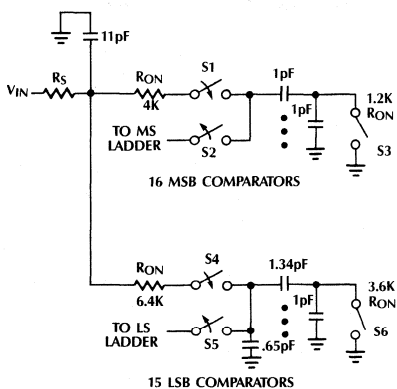 11pF
VIN
RS
RON
4K
S1
1pF
1pF
1.2K
RON
S3
TO MS
LADDER
S2
16 MSB COMPARATORS
RON
6.4K
S4
1.34pF
1pF
3.6K
RON
S6
TO LS
LADDER
S5
.65pF
15 LSB COMPARATORS